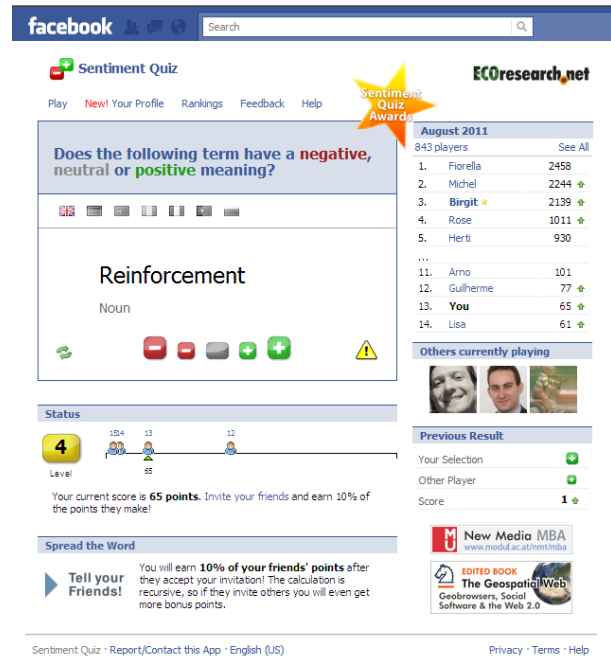 facebook
Search
Sentiment Quiz
ECOresearch.net
Play New! Your Profile Rankings Feedback Help
Sentiment
Quiz
Awards
Does the following term have a negative,
neutral or positive meaning?
Reinforcement
Noun
August 2011
843 players See All
1. Fiorella 2458
2. Michel 2244
3. Birgit 2139
4. Rose 1011
5. Herti 930
...
11. Arno 101
12. Guilherme 77
13. You 65
14. Lisa 61
Others currently playing
Status
4
Level
1514 13 12
65
Your current score is 65 points. Invite your friends and earn 10% of
the points they make!
Previous Result
Your Selection
Other Player
Score 1
Spread the Word
Tell your
Friends!
You will earn 10% of your friends' points after
they accept your invitation! The calculation is
recursive, so if they invite others you will even get
more bonus points.
MU New Media MBA
www.modul.ac.at/nmt/mba
EDITED BOOK
The Geospatial Web
Geobrowsers, Social
Software & the Web 2.0
Sentiment Quiz · Report/Contact this App · English (US)
Privacy · Terms · Help